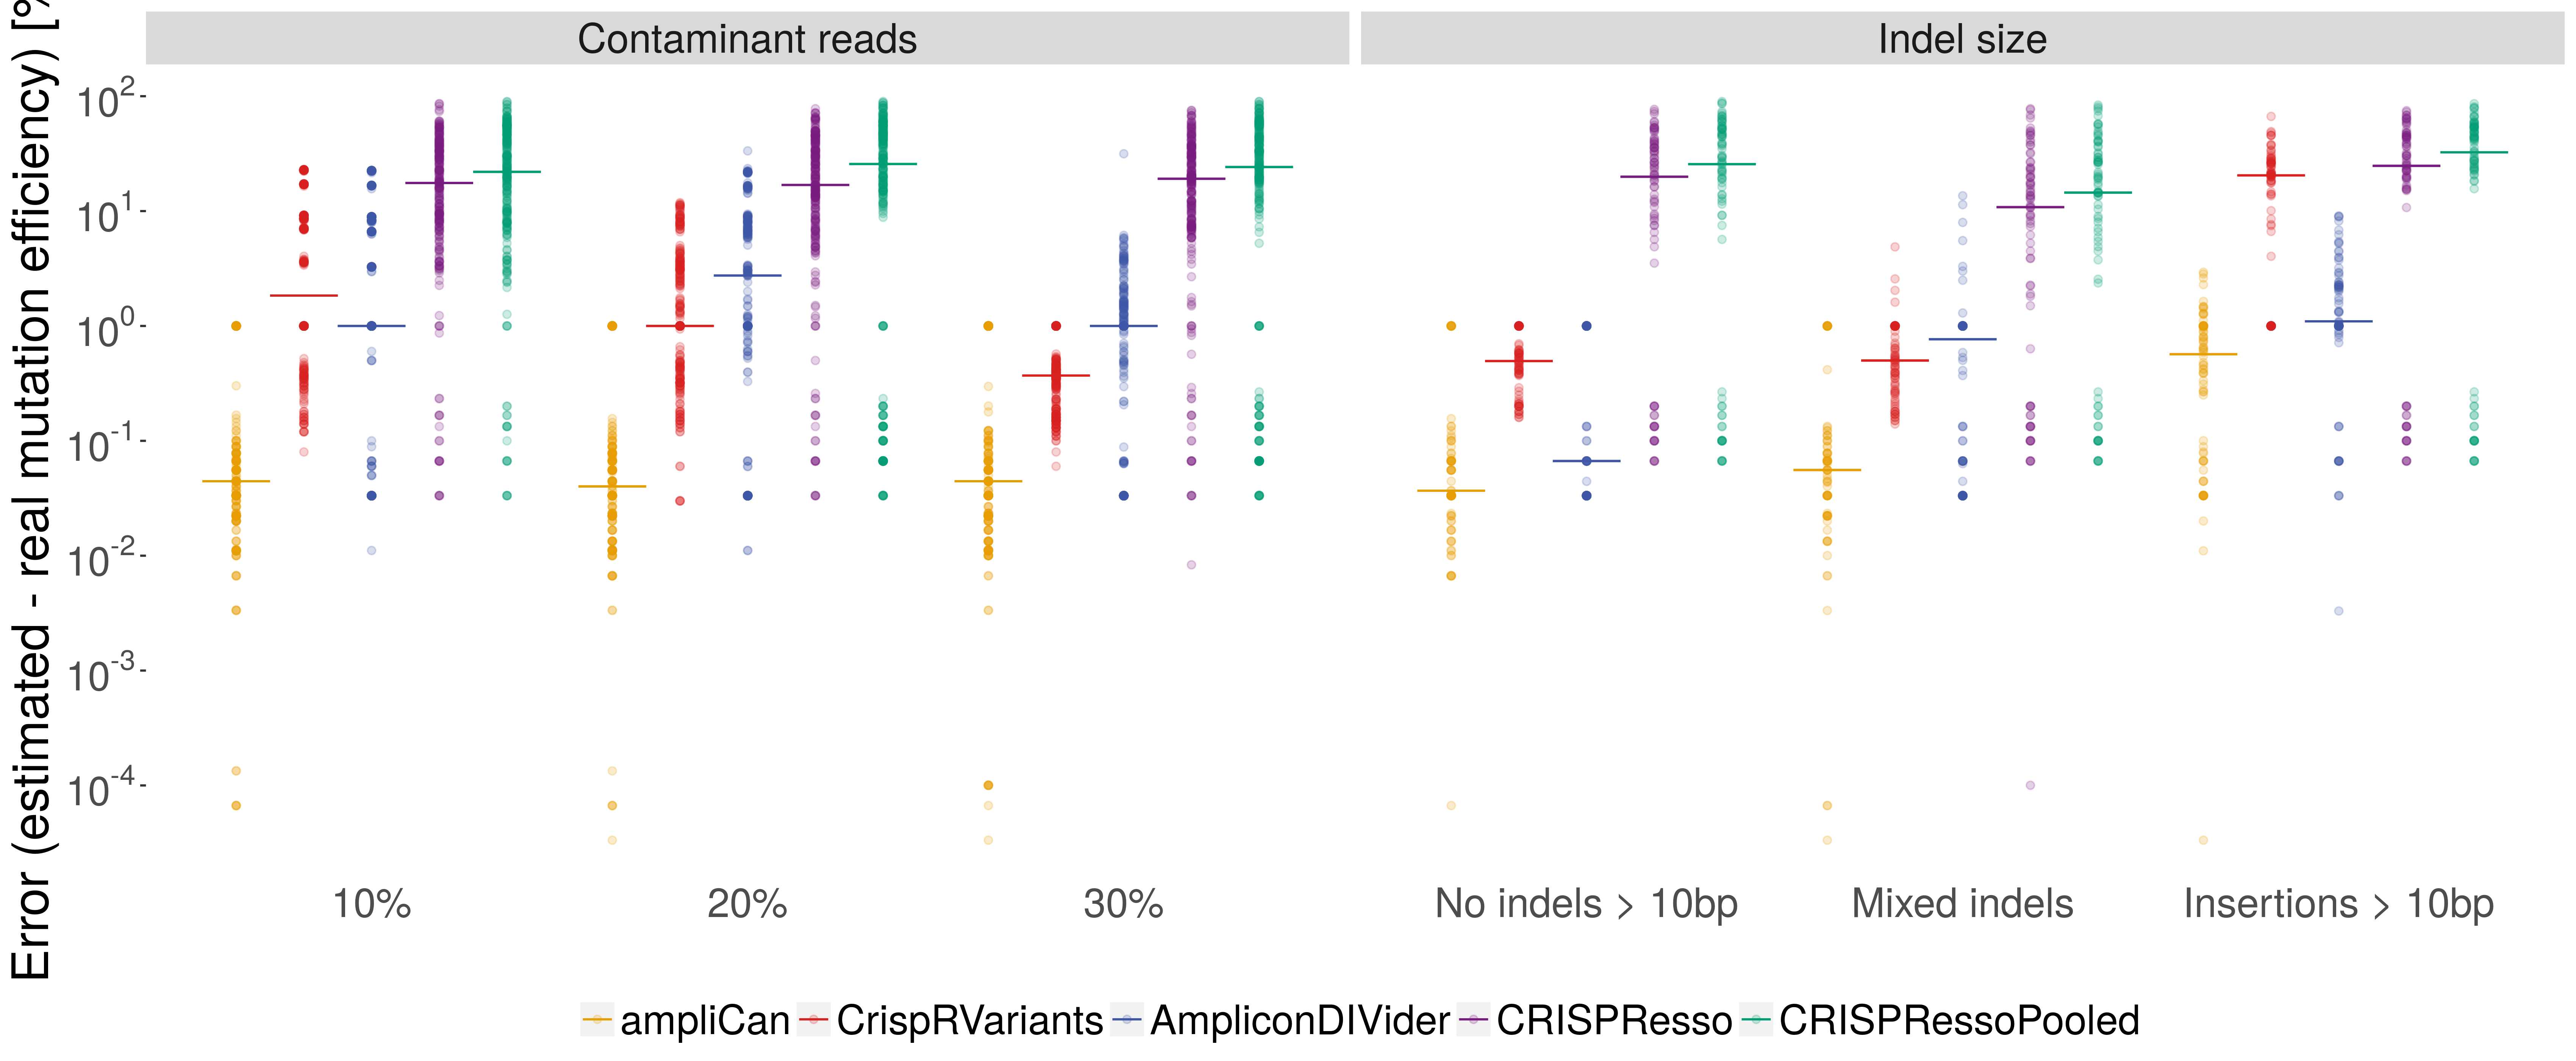 Contaminant reads
Indel size
Error (estimated - real mutation efficiency) [%
10²
10¹
10⁰
10⁻¹
10⁻²
10⁻³
10⁻⁴
10%
20%
30%
No indels > 10bp
Mixed indels
Insertions > 10bp
ampliCan CrispRVariants AmpliconDIVider CRISPResso CRISPRessoPooled